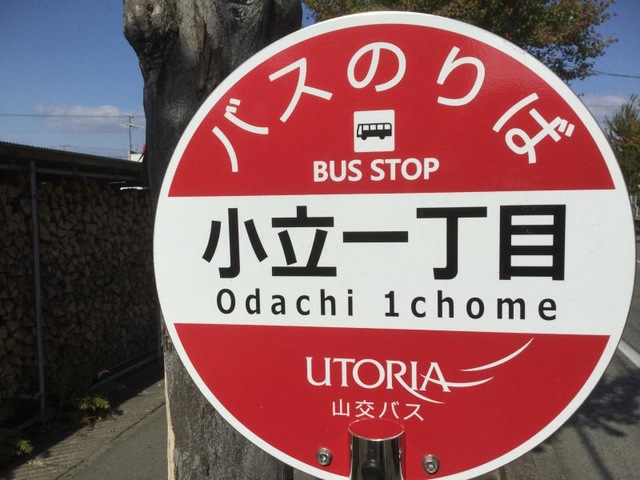 バスのりば
BUS STOP
小立一丁目
Odachi 1chome
UTORIA
山交バス